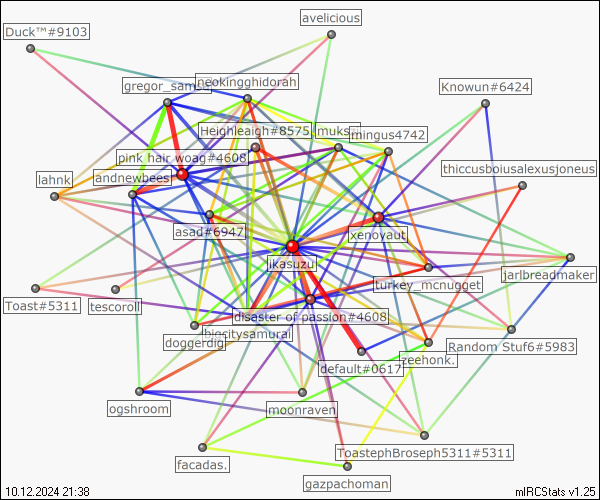 avelicious
Duck™#9103
gregor_samsa
neokingghidorah
Knowun#6424
Heighleaigh#8575
muks
mingus4742
pink hair woag#4608
thiccusboiusalexusjoneus
lahnk
andnewbees
asad#6947
xenoyaut
jkasuzui
turkey_mcnugget
jarlbreadmaker
Toast#5311
tescoroll
disaster of passion#4608
bigcitysamurai
doggerdig
Random Stuf6#5983
zeehonk.
default#0617
ogshroom
moonraven
ToastephBroseph5311#5311
facadas.
gazpachoman
10.12.2024 21:38
mIRCStats v1.25